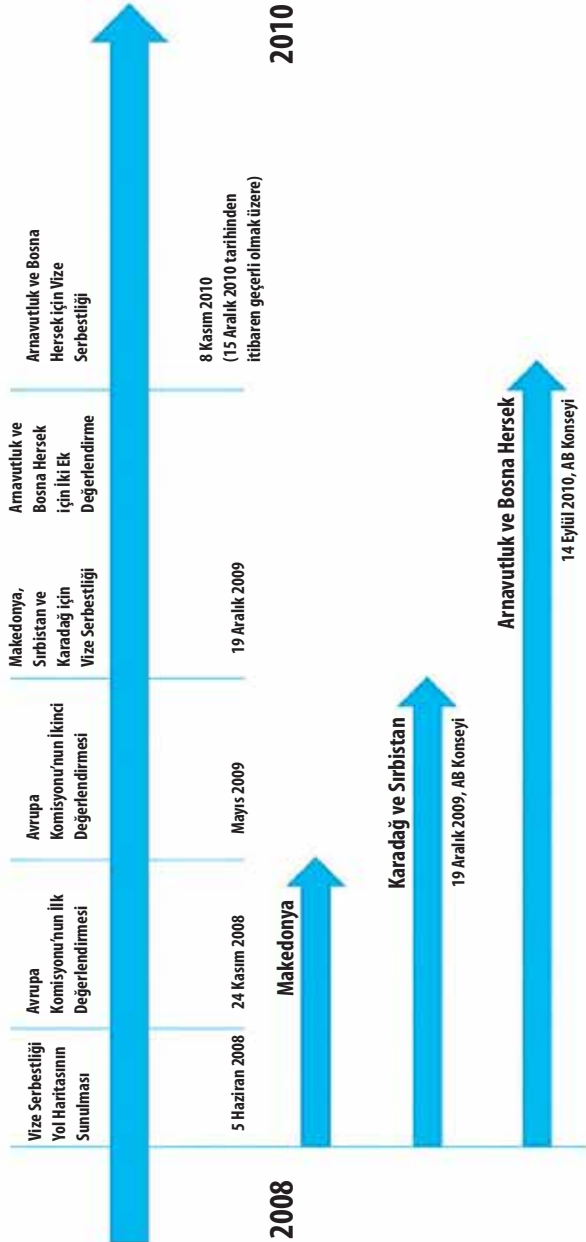 Vize Serbestliği
Yol Haritasının
Sunulması
Avrupa
Komisyonu’nun İlk
Değerlendirmesi
Avrupa
Komisyonu’nun İkinci
Değerlendirmesi
Makedonya,
Sırbistan ve
Karadağ için
Vize Serbestliği
Arnavutluk ve
Bosna Hersek
için İki Ek
Değerlendirme
Arnavutluk ve Bosna
Hersek için Vize
Serbestliği
5 Haziran 2008
24 Kasım 2008
Mayıs 2009
19 Aralık 2009
8 Kasım 2010
(15 Aralık 2010 tarihinden
itibaren geçerli olmak üzere)
2008
2010
Makedonya
Karadağ ve Sırbistan
19 Aralık 2009, AB Konseyi
Arnavutluk ve Bosna Hersek
14 Eylül 2010, AB Konseyi